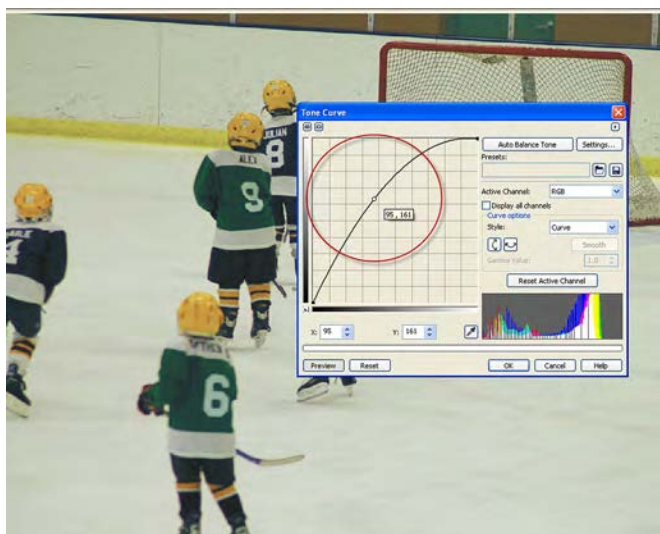 Tone Curve
Auto Balance Tone
Settings...
Presets:
Active Channel:
RGB
Display all channels
Curve options
Style:
Curve
Smooth
Gamma Value:
1.0
Reset Active Channel
95, 161
X: 95
Y: 161
Preview
Reset
OK
Cancel
Help
JULIAN
8
ALEX
9
4
6